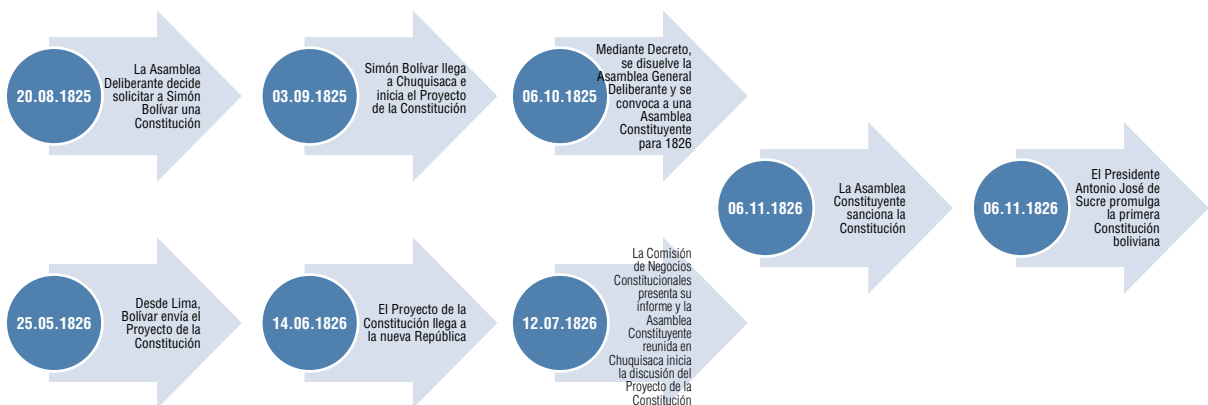 20.08.1825
La Asamblea
Deliberante decide
solicitar a Simón
Bolívar una
Constitución
03.09.1825
Simón Bolívar llega
a Chuquisaca e
inicia el Proyecto
de la Constitución
06.10.1825
Mediante Decreto,
se disuelve la
Asamblea General
Deliberante y se
convoca a una
Asamblea
Constituyente
para 1826
25.05.1826
Desde Lima,
Bolívar envía el
Proyecto de la
Constitución
14.06.1826
El Proyecto de la
Constitución llega a
la nueva República
12.07.1826
La Comisión
de Negocios
Constitucionales
presenta su
informe y la
Asamblea
Constituyente
reunida en
Chuquisaca inicia
la discusión del
Proyecto de la
Constitución
06.11.1826
La Asamblea
Constituyente
sanciona la
Constitución
06.11.1826
El Presidente
Antonio José de
Sucre promulga
la primera
Constitución
boliviana